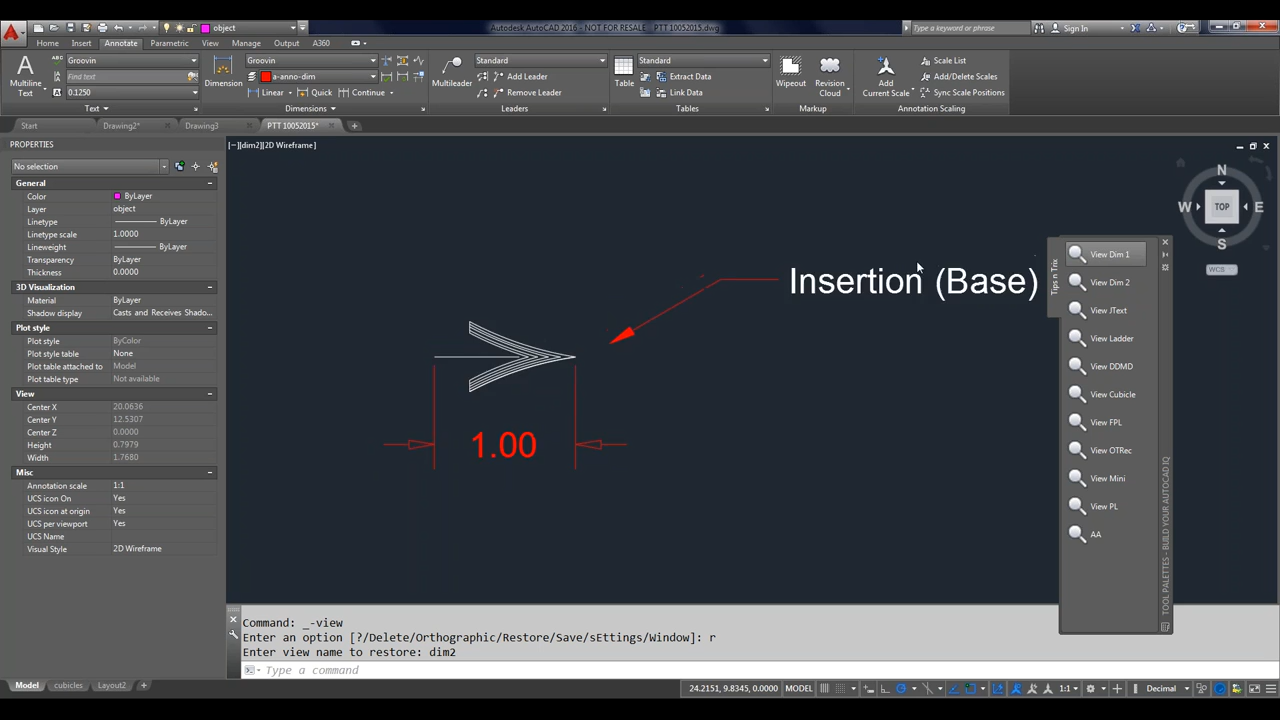 object
Autodesk AutoCAD 2016 - NOT FOR RESALE PTT 10052015.dwg
Type a keyword or phrase
Sign In
Home Insert Annotate Parametric View Manage Output A360
Multiline Text
Groovin
Find text
0.1250
Text
Dimension
Groovin
a-anno-dim
Linear Quick Continue
Dimensions
Multileader
Standard
Add Leader
Remove Leader
Leaders
Table
Standard
Extract Data
Link Data
Tables
Wipeout
Revision Cloud
Markup
Add Current Scale
Scale List
Add/Delete Scales
Sync Scale Positions
Annotation Scaling
Start Drawing2* Drawing3 PTT 10052015*
PROPERTIES
No selection
General
Color ByLayer
Layer object
Linetype ByLayer
Linetype scale 1.0000
Lineweight ByLayer
Transparency ByLayer
Thickness 0.0000
3D Visualization
Material ByLayer
Shadow display Casts and Receives Shado...
Plot style
Plot style ByColor
Plot style table None
Plot table attached to Model
Plot table type Not available
View
Center X 20.0636
Center Y 12.5307
Center Z 0.0000
Height 0.7979
Width 1.7680
Misc
Annotation scale 1:1
UCS icon On Yes
UCS icon at origin Yes
UCS per viewport Yes
UCS Name
Visual Style 2D Wireframe
[−][dim2][2D Wireframe]
Insertion (Base)
1.00
N
W TOP E
S
WCS
Tips n Trix
View Dim 1
View Dim 2
View JText
View Ladder
View DDMD
View Cubicle
View FPL
View OTRec
View Mini
View PL
AA
TOOL PALETTES - BUILD YOUR AUTOCAD IQ
Command: _-view
Enter an option [?/Delete/Orthographic/Restore/Save/sEttings/Window]: r
Enter view name to restore: dim2
Type a command
Model cubicles Layout2
24.2151, 9.8345, 0.0000 MODEL 1:1 Decimal